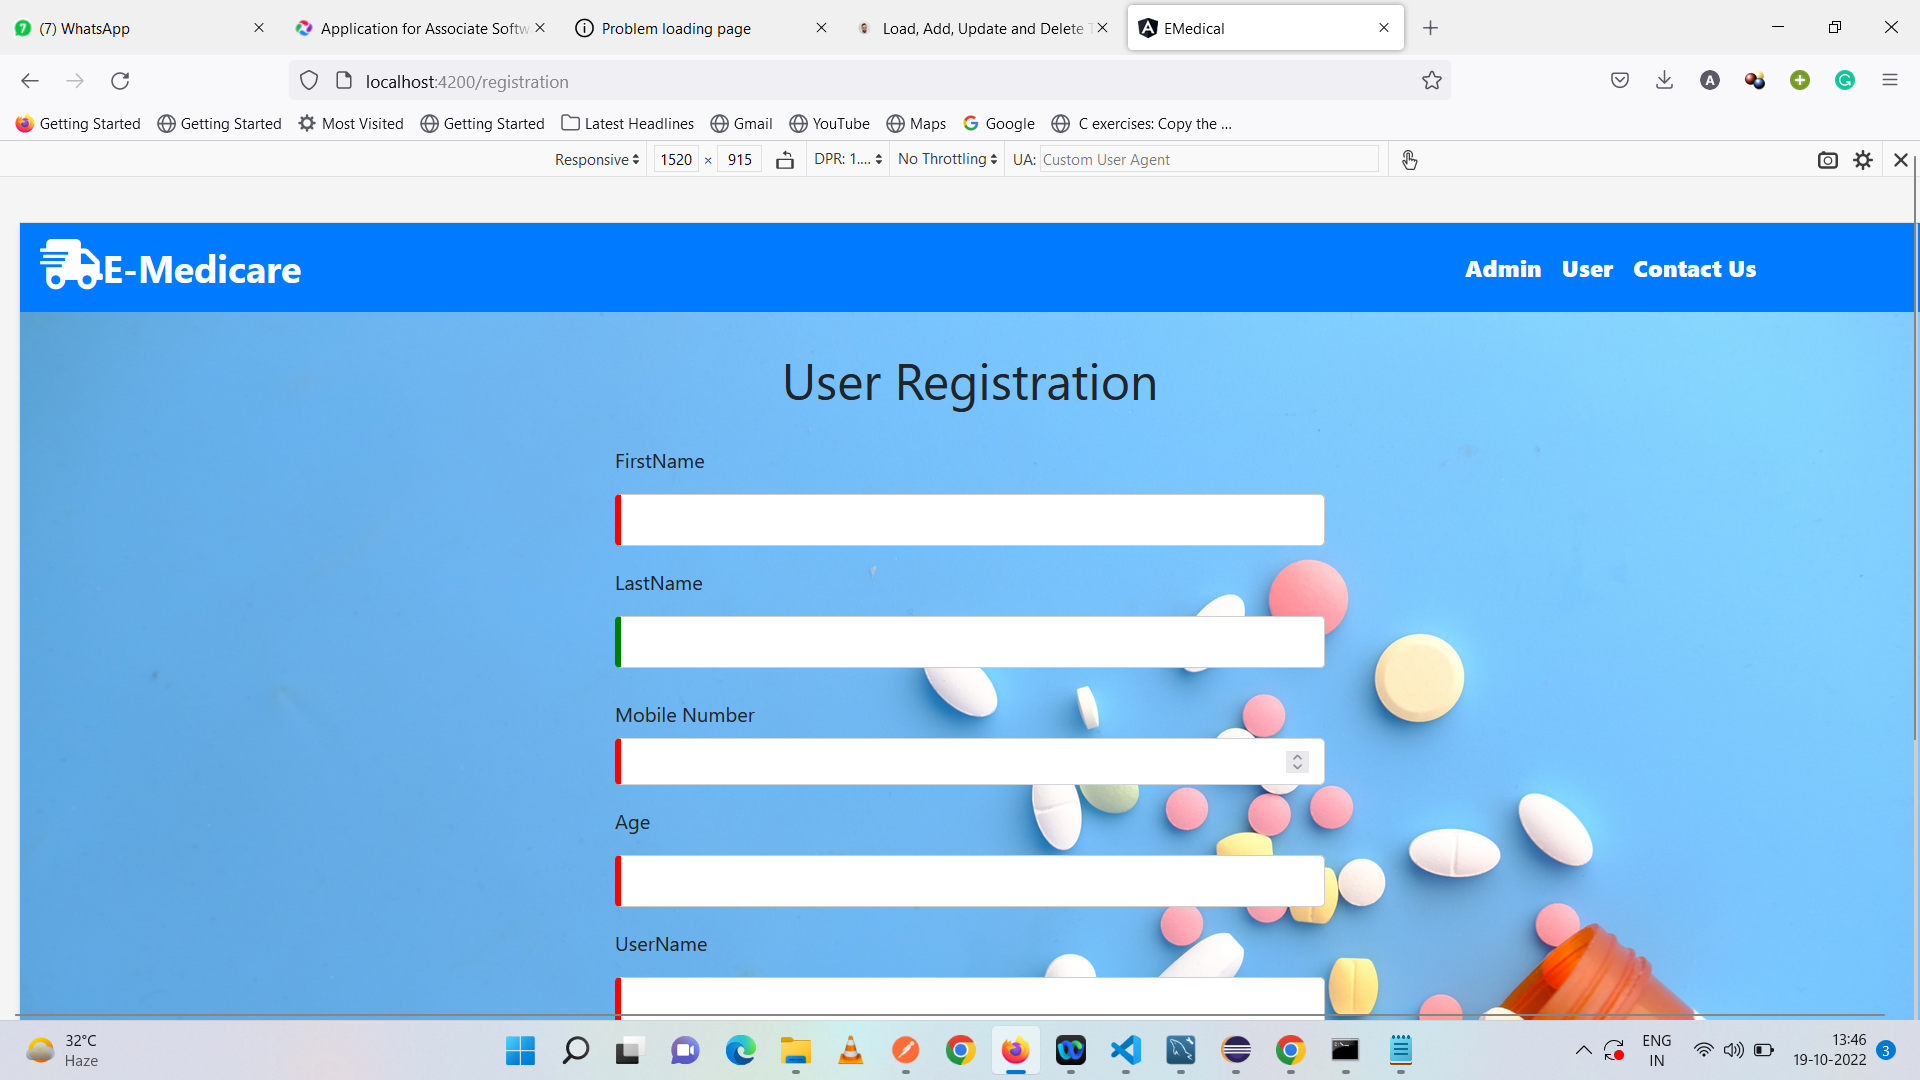 (7) WhatsApp
Application for Associate Softw
Problem loading page
Load, Add, Update and Delete T
EMedical
localhost:4200/registration
Getting Started
Getting Started
Most Visited
Getting Started
Latest Headlines
Gmail
YouTube
Maps
Google
C exercises: Copy the ...
Responsive
1520 × 915
DPR: 1....
No Throttling
UA: Custom User Agent
E-Medicare
Admin
User
Contact Us
User Registration
FirstName
LastName
Mobile Number
Age
UserName
32°C
Haze
ENG
IN
13:46
19-10-2022
3